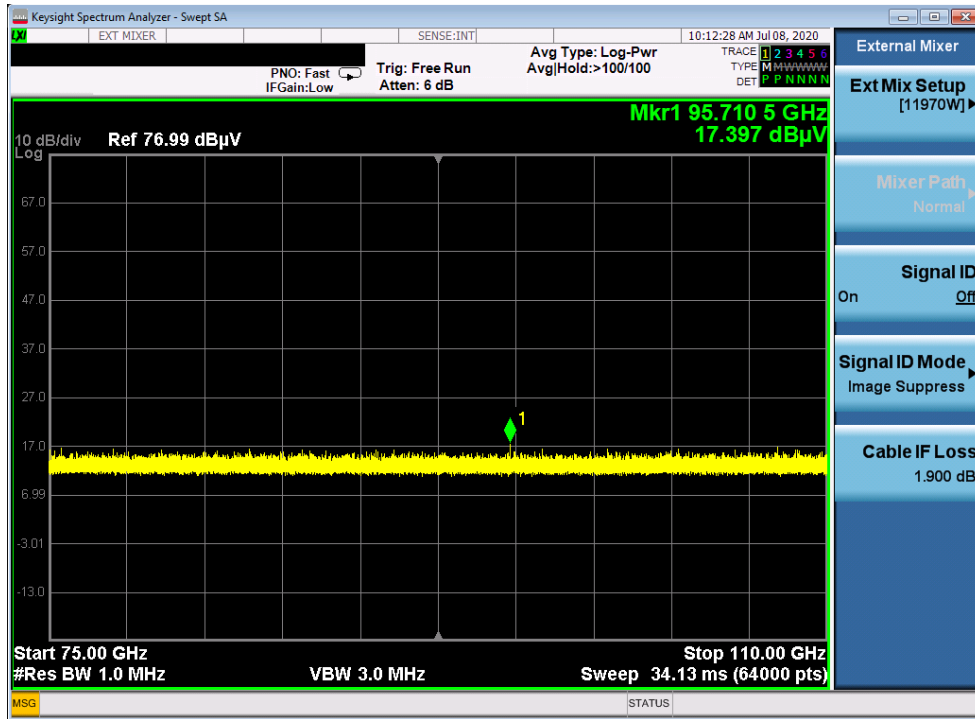 Keysight Spectrum Analyzer - Swept SA
LXI EXT MIXER SENSE:INT 10:12:28 AM Jul 08, 2020
PNO: Fast
IFGain:Low
Trig: Free Run
Atten: 6 dB
Avg Type: Log-Pwr
Avg|Hold:>100/100
TRACE 1 2 3 4 5 6
TYPE M M W W W W
DET P P N N N N
Mkr1 95.710 5 GHz
17.397 dBµV
10 dB/div Ref 76.99 dBµV
Log
67.0
57.0
47.0
37.0
27.0
17.0
6.99
-3.01
-13.0
1
Start 75.00 GHz Stop 110.00 GHz
#Res BW 1.0 MHz VBW 3.0 MHz Sweep 34.13 ms (64000 pts)
MSG STATUS
External Mixer
Ext Mix Setup
[11970W]
Mixer Path
Normal
Signal ID
On Off
Signal ID Mode
Image Suppress
Cable IF Loss
1.900 dB